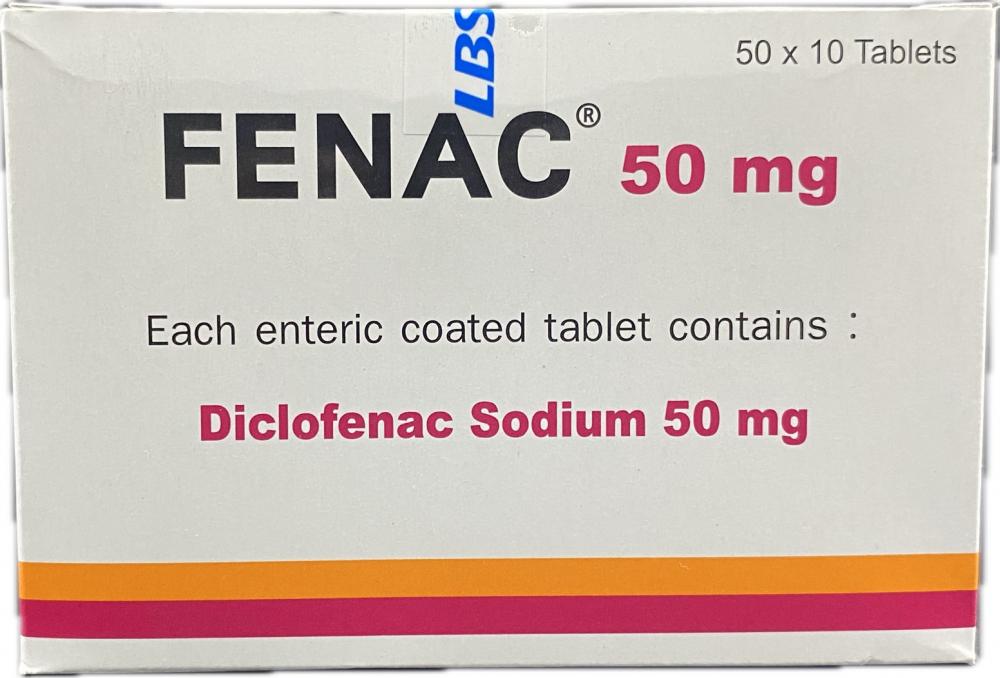 50 x 10 Tablets
LBS
FENAC® 50 mg
Each enteric coated tablet contains :
Diclofenac Sodium 50 mg